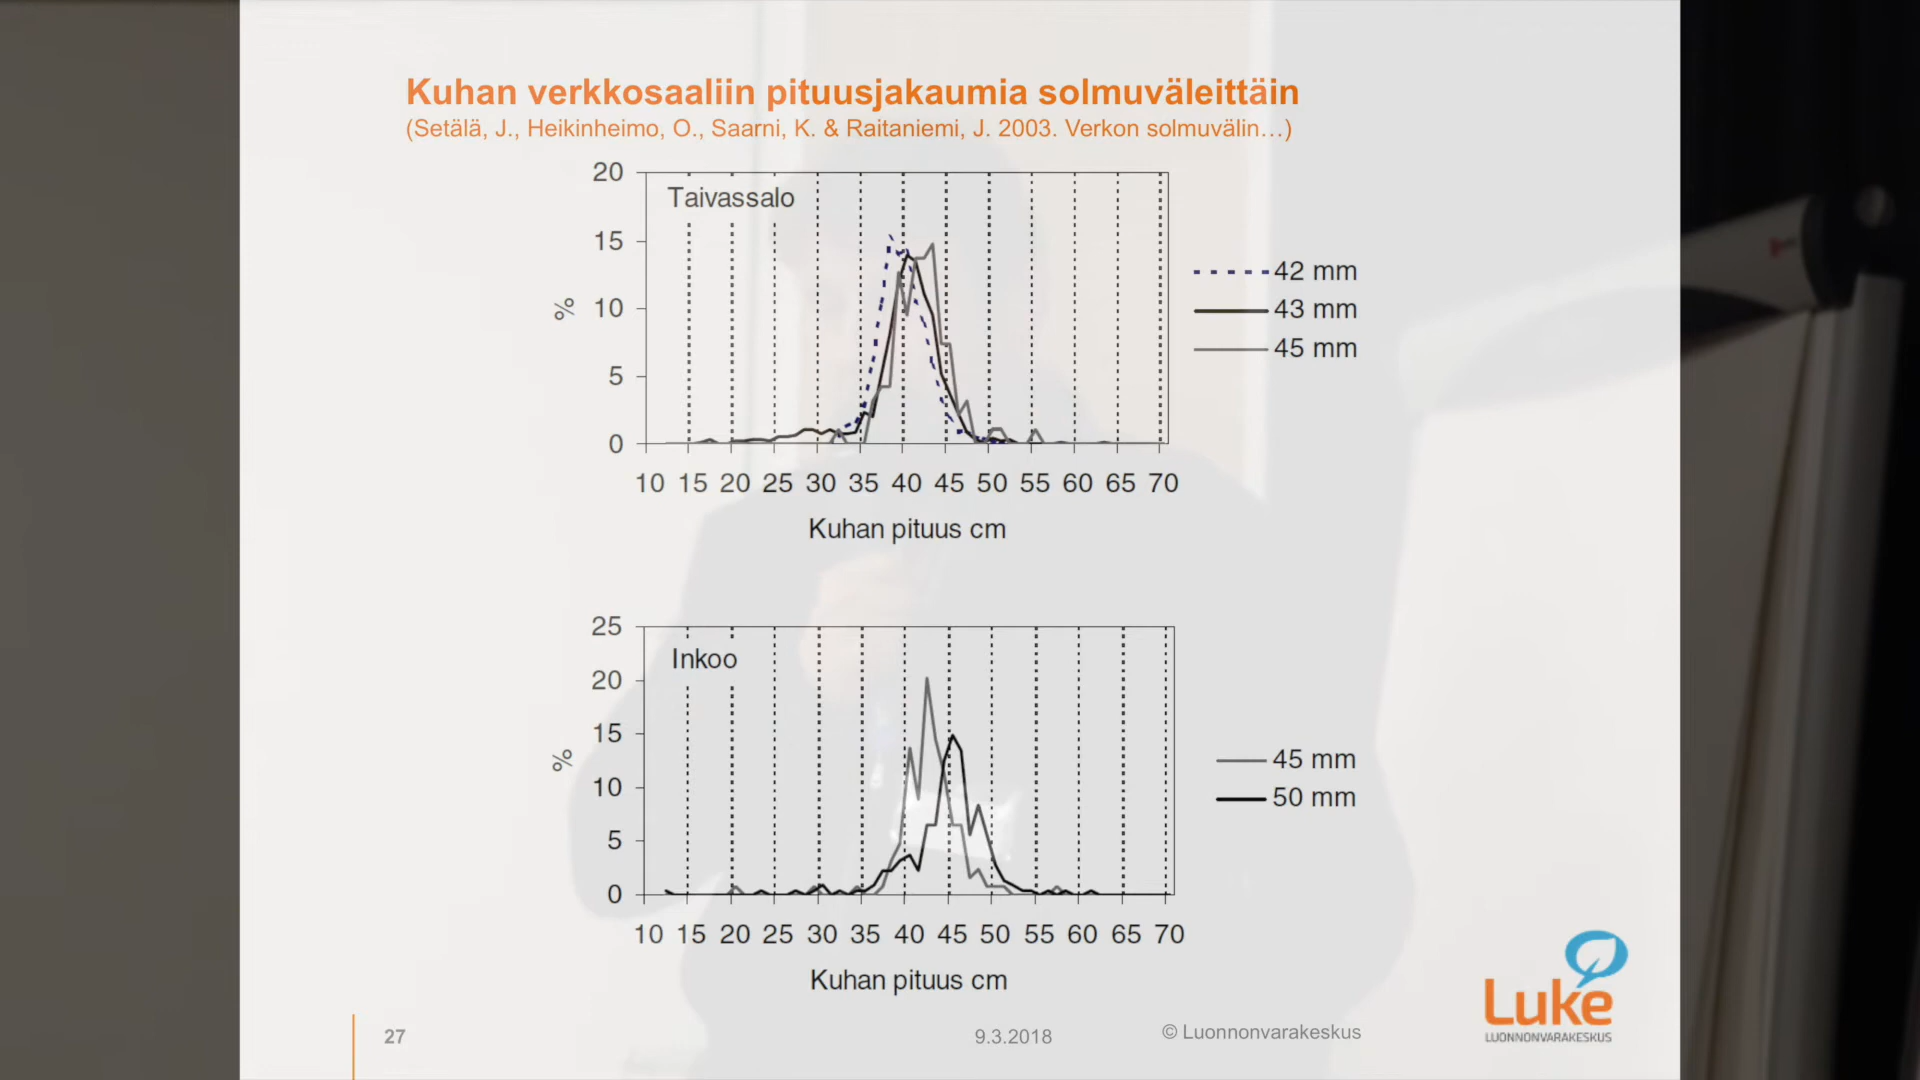 Kuhan verkkosaaliin pituusjakaumia solmuväleittäin
(Setälä, J., Heikinheimo, O., Saarni, K. & Raitaniemi, J. 2003. Verkon solmuvälin…)
20
15
10
5
0
%
Taivassalo
42 mm
43 mm
45 mm
10 15 20 25 30 35 40 45 50 55 60 65 70
Kuhan pituus cm
25
20
15
10
5
0
%
Inkoo
45 mm
50 mm
10 15 20 25 30 35 40 45 50 55 60 65 70
Kuhan pituus cm
27
9.3.2018
© Luonnonvarakeskus
Luke
LUONNONVARAKESKUS